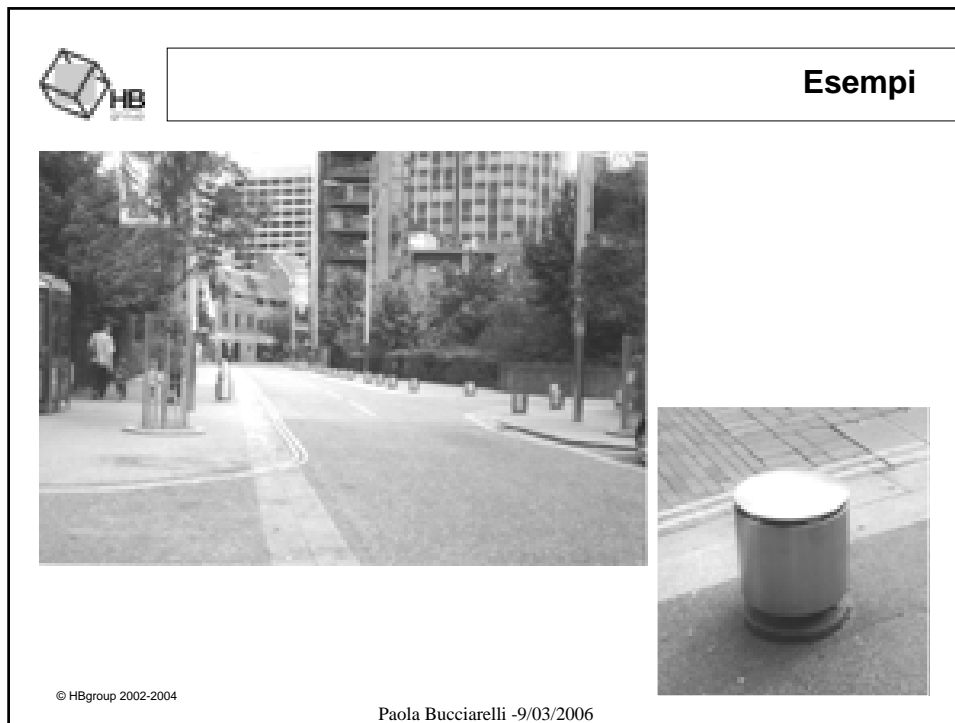 HB
group
Esempi
© HBgroup 2002-2004
Paola Bucciarelli -9/03/2006